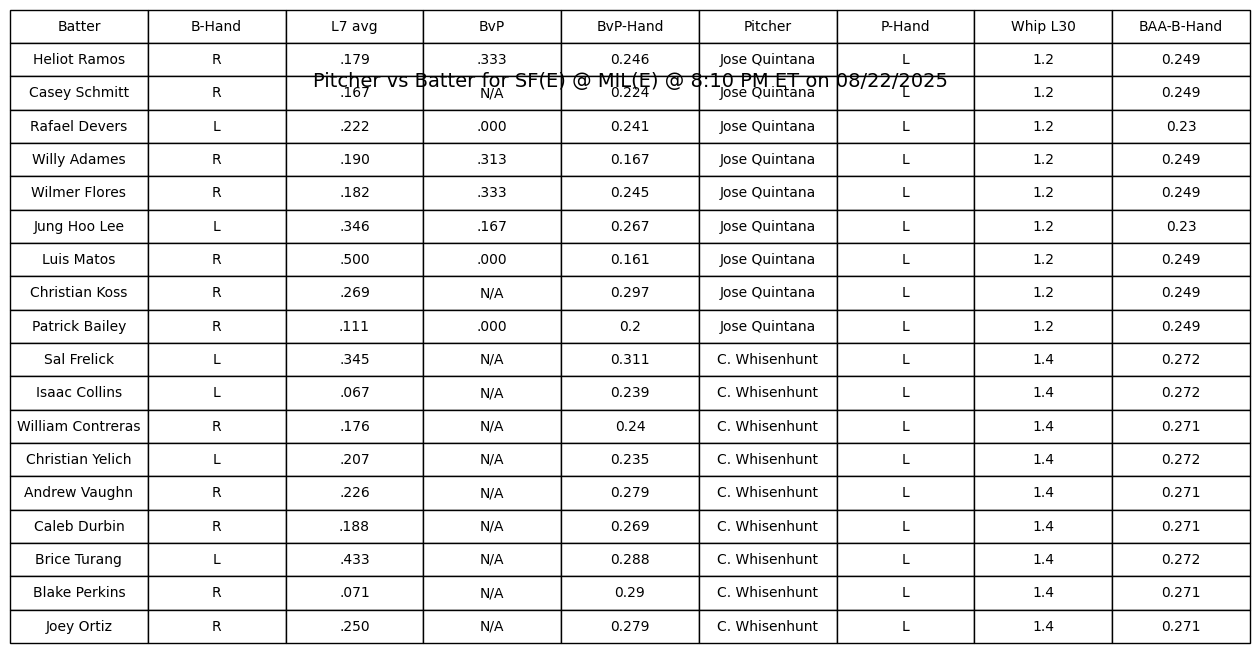 Batter B-Hand L7 avg BvP BvP-Hand Pitcher P-Hand Whip L30 BAA-B-Hand
Heliot Ramos R .179 .333 0.246 Jose Quintana L 1.2 0.249
Pitcher vs Batter for SF(E) @ MIL(E) @ 8:10 PM ET on 08/22/2025
Casey Schmitt R .167 N/A 0.224 Jose Quintana L 1.2 0.249
Rafael Devers L .222 .000 0.241 Jose Quintana L 1.2 0.23
Willy Adames R .190 .313 0.167 Jose Quintana L 1.2 0.249
Wilmer Flores R .182 .333 0.245 Jose Quintana L 1.2 0.249
Jung Hoo Lee L .346 .167 0.267 Jose Quintana L 1.2 0.23
Luis Matos R .500 .000 0.161 Jose Quintana L 1.2 0.249
Christian Koss R .269 N/A 0.297 Jose Quintana L 1.2 0.249
Patrick Bailey R .111 .000 0.2 Jose Quintana L 1.2 0.249
Sal Frelick L .345 N/A 0.311 C. Whisenhunt L 1.4 0.272
Isaac Collins L .067 N/A 0.239 C. Whisenhunt L 1.4 0.272
William Contreras R .176 N/A 0.24 C. Whisenhunt L 1.4 0.271
Christian Yelich L .207 N/A 0.235 C. Whisenhunt L 1.4 0.272
Andrew Vaughn R .226 N/A 0.279 C. Whisenhunt L 1.4 0.271
Caleb Durbin R .188 N/A 0.269 C. Whisenhunt L 1.4 0.271
Brice Turang L .433 N/A 0.288 C. Whisenhunt L 1.4 0.272
Blake Perkins R .071 N/A 0.29 C. Whisenhunt L 1.4 0.271
Joey Ortiz R .250 N/A 0.279 C. Whisenhunt L 1.4 0.271